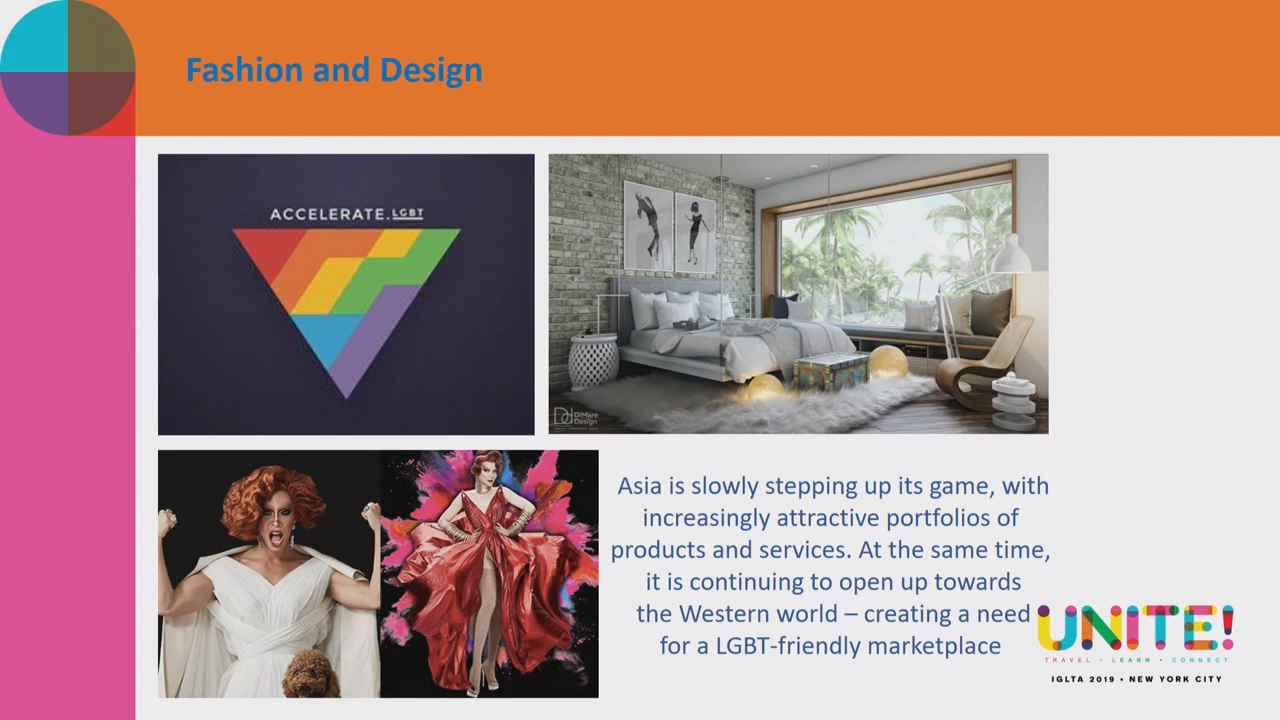 Fashion and Design
ACCELERATE.LGBT
DiMare
Design
Asia is slowly stepping up its game, with
increasingly attractive portfolios of
products and services. At the same time,
it is continuing to open up towards
the Western world – creating a need
for a LGBT-friendly marketplace
UNITE!
TRAVEL • LEARN • CONNECT
IGLTA 2019 • NEW YORK CITY